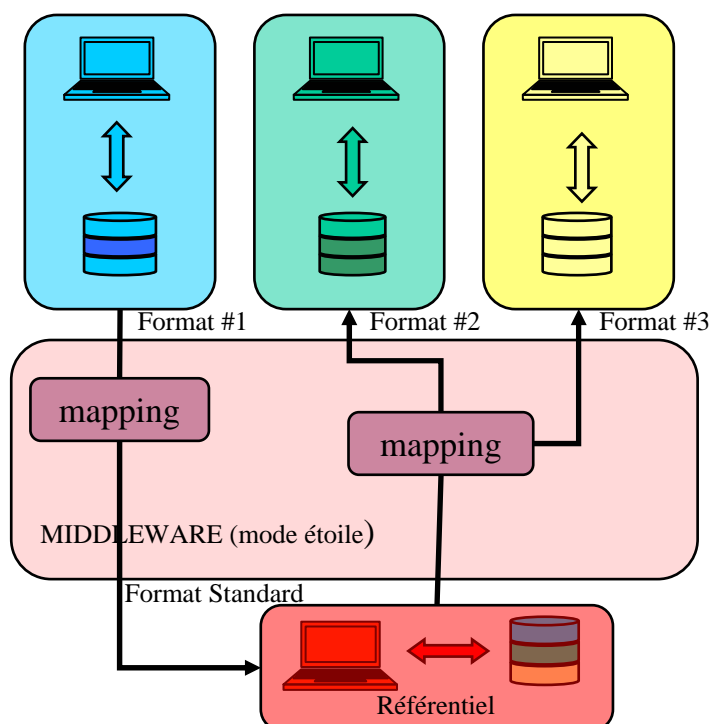 Format #1
Format #2
Format #3
mapping
mapping
MIDDLEWARE (mode étoile)
Format Standard
Référentiel